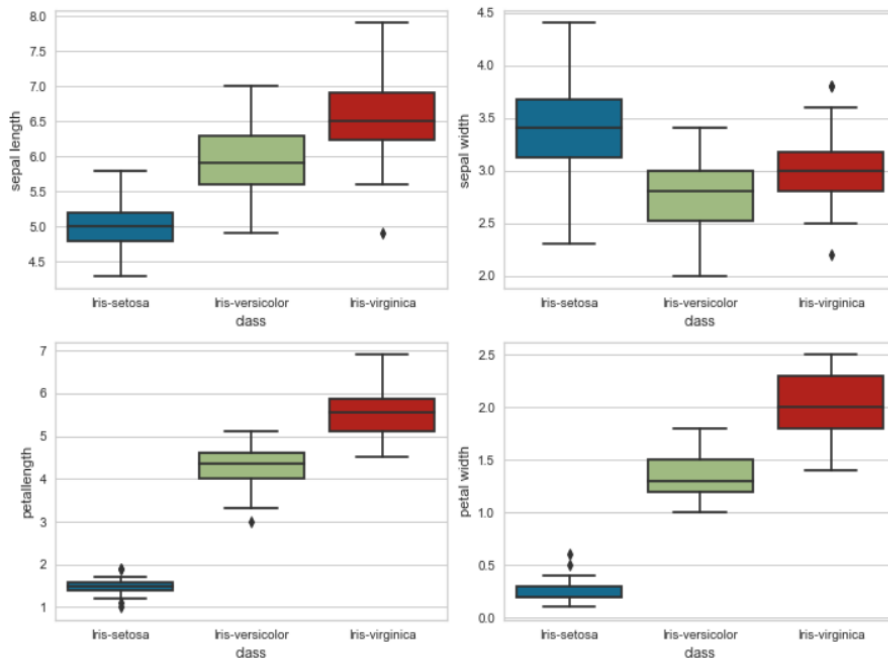 8.0
7.5
7.0
6.5
6.0
5.5
5.0
4.5
sepal length
Iris-setosa Iris-versicolor Iris-virginica
class
4.5
4.0
3.5
3.0
2.5
2.0
sepal width
Iris-setosa Iris-versicolor Iris-virginica
class
7
6
5
4
3
2
1
petallength
Iris-setosa Iris-versicolor Iris-virginica
class
2.5
2.0
1.5
1.0
0.5
0.0
petal width
Iris-setosa Iris-versicolor Iris-virginica
class